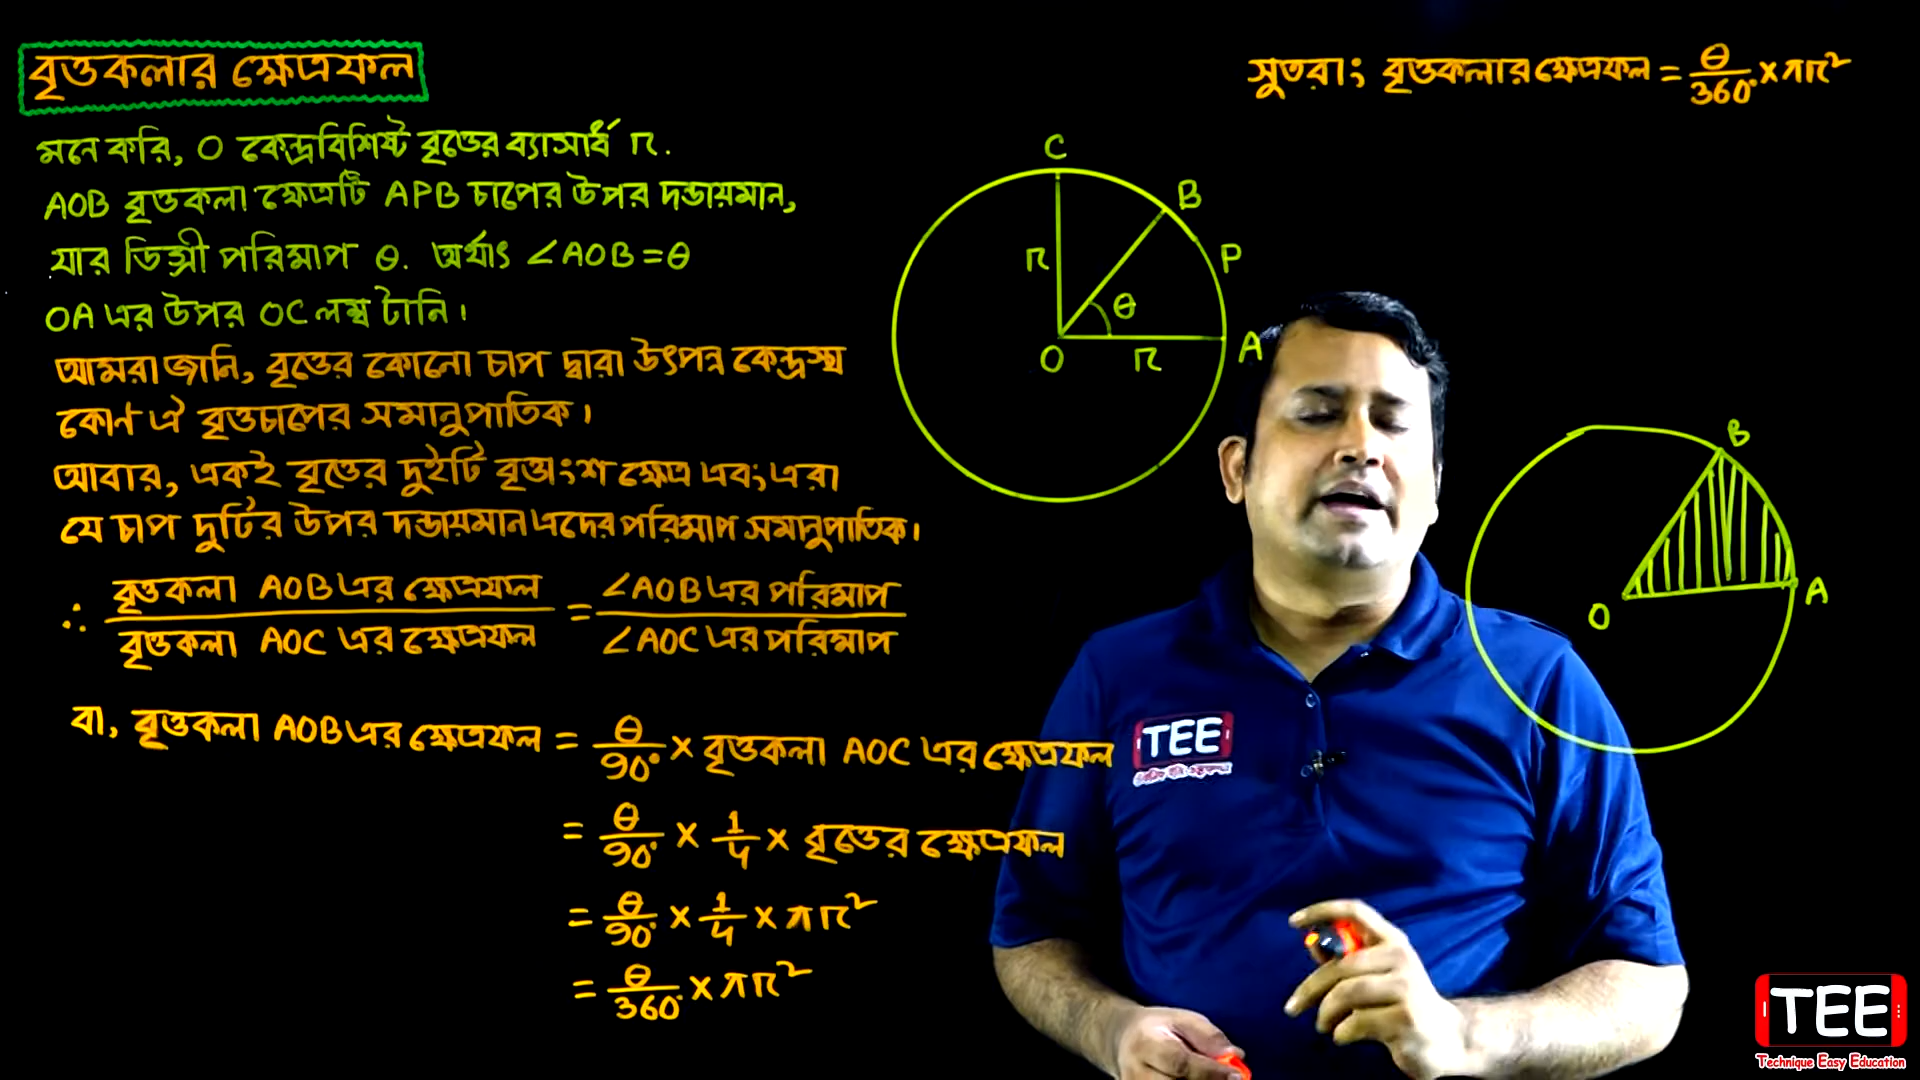 বৃত্তকলার ক্ষেত্রফল
মনে করি, O কেন্দ্রবিশিষ্ট বৃত্তের ব্যাসার্ধ r.
AOB বৃত্তকলা ক্ষেত্রটি APB চাপের উপর দন্ডায়মান,
যার ডিগ্রী পরিমাপ θ. অর্থাৎ ∠AOB = θ
OA এর উপর OC লম্ব টানি।
আমরা জানি, বৃত্তের কোনো চাপ দ্বারা উৎপন্ন কেন্দ্রস্থ
কোণ ঐ বৃত্তচাপের সমানুপাতিক।
আবার, একই বৃত্তের দুইটি বৃত্তাংশ ক্ষেত্র এবং এরা
যে চাপ দুটির উপর দন্ডায়মান এদের পরিমাপ সমানুপাতিক।
∴ বৃত্তকলা AOB এর ক্ষেত্রফল / বৃত্তকলা AOC এর ক্ষেত্রফল = ∠AOB এর পরিমাপ / ∠AOC এর পরিমাপ
বা, বৃত্তকলা AOB এর ক্ষেত্রফল = θ/90° × বৃত্তকলা AOC এর ক্ষেত্রফল
= θ/90° × 1/4 × বৃত্তের ক্ষেত্রফল
= θ/90° × 1/4 × πr²
= θ/360° × πr²
সুতরাং বৃত্তকলার ক্ষেত্রফল = θ/360° × πr²
C
B
P
r
θ
O
r
A
B
O
A
TEE
TEE
Technique Easy Education